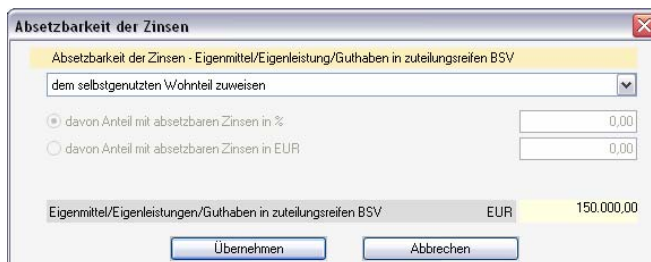 Absetzbarkeit der Zinsen
Absetzbarkeit der Zinsen - Eigenmittel/Eigenleistung/Guthaben in zuteilungsreifen BSV
dem selbstgenutzten Wohnteil zuweisen
davon Anteil mit absetzbaren Zinsen in % 0,00
davon Anteil mit absetzbaren Zinsen in EUR 0,00
Eigenmittel/Eigenleistungen/Guthaben in zuteilungsreifen BSV EUR 150.000,00
Übernehmen Abbrechen